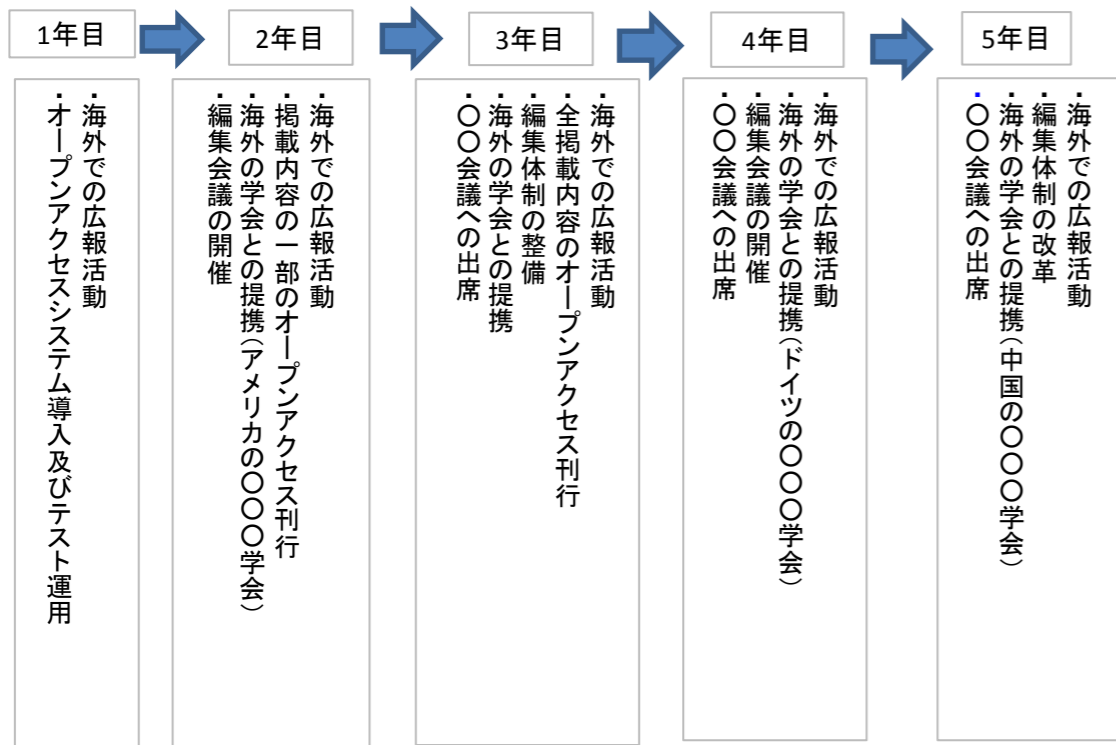 1年目
・海外での広報活動
・オープンアクセスシステム導入及びテスト運用
2年目
・海外での広報活動
・掲載内容の一部のオープンアクセス刊行
・海外の学会との提携(アメリカの〇〇〇学会)
・編集会議の開催
3年目
・海外での広報活動
・全掲載内容のオープンアクセス刊行
・編集体制の整備
・海外の学会との提携
・〇〇会議への出席
4年目
・海外での広報活動
・海外の学会との提携(ドイツの〇〇〇学会)
・編集会議の開催
・〇〇会議への出席
5年目
・海外での広報活動
・編集体制の改革
・海外の学会との提携(中国の〇〇〇学会)
・〇〇会議への出席